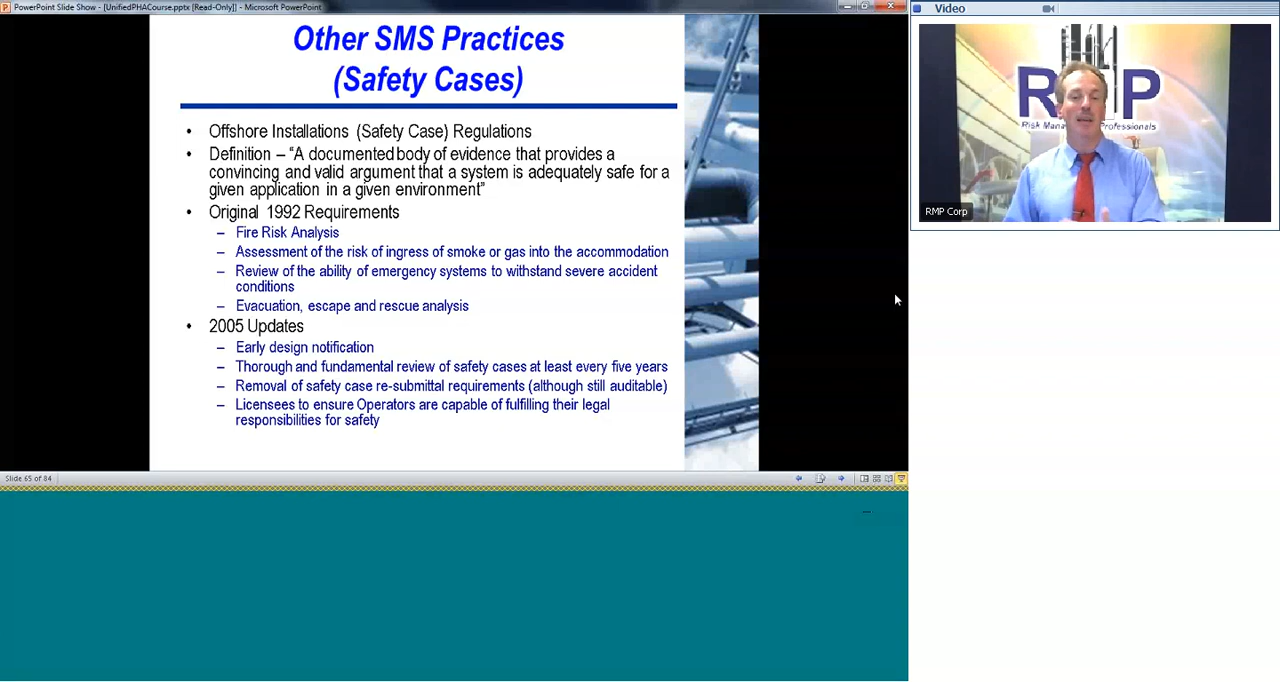 PowerPoint Slide Show - [UnifiedPHACourse.pptx [Read-Only]] - Microsoft PowerPoint
Video
Other SMS Practices
(Safety Cases)
• Offshore Installations (Safety Case) Regulations
• Definition – “A documented body of evidence that provides a
convincing and valid argument that a system is adequately safe for a
given application in a given environment”
• Original 1992 Requirements
– Fire Risk Analysis
– Assessment of the risk of ingress of smoke or gas into the accommodation
– Review of the ability of emergency systems to withstand severe accident
conditions
– Evacuation, escape and rescue analysis
• 2005 Updates
– Early design notification
– Thorough and fundamental review of safety cases at least every five years
– Removal of safety case re-submittal requirements (although still auditable)
– Licensees to ensure Operators are capable of fulfilling their legal
responsibilities for safety
Slide 65 of 84
R P
Risk Mana Professionals
RMP Corp